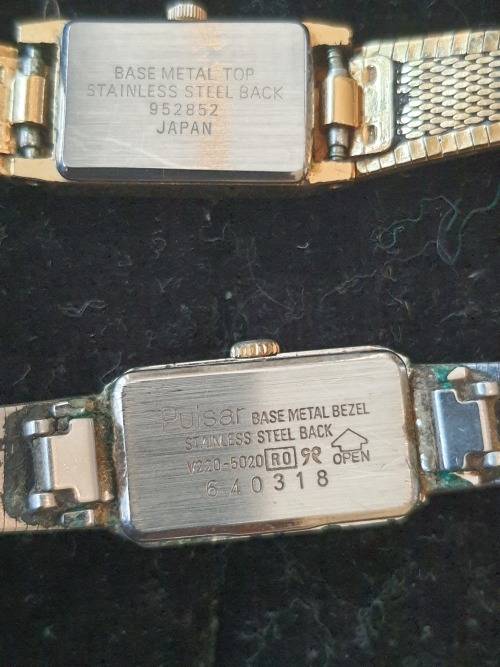 BASE METAL TOP
STAINLESS STEEL BACK
952852
JAPAN
Pulsar BASE METAL BEZEL
STAINLESS STEEL BACK
V220-5020 RO SR OPEN
640318